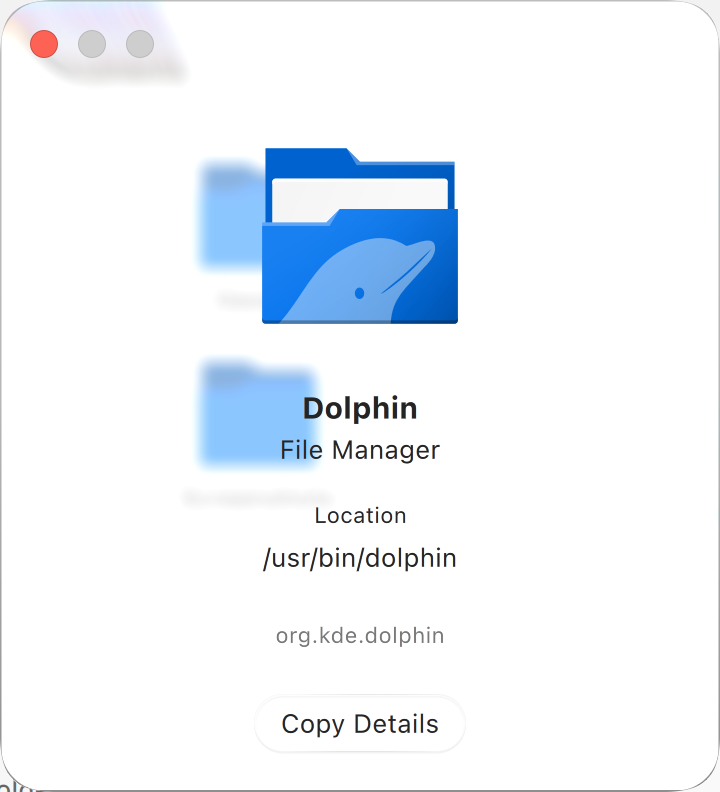 Dolphin
File Manager
Location
/usr/bin/dolphin
org.kde.dolphin
Copy Details